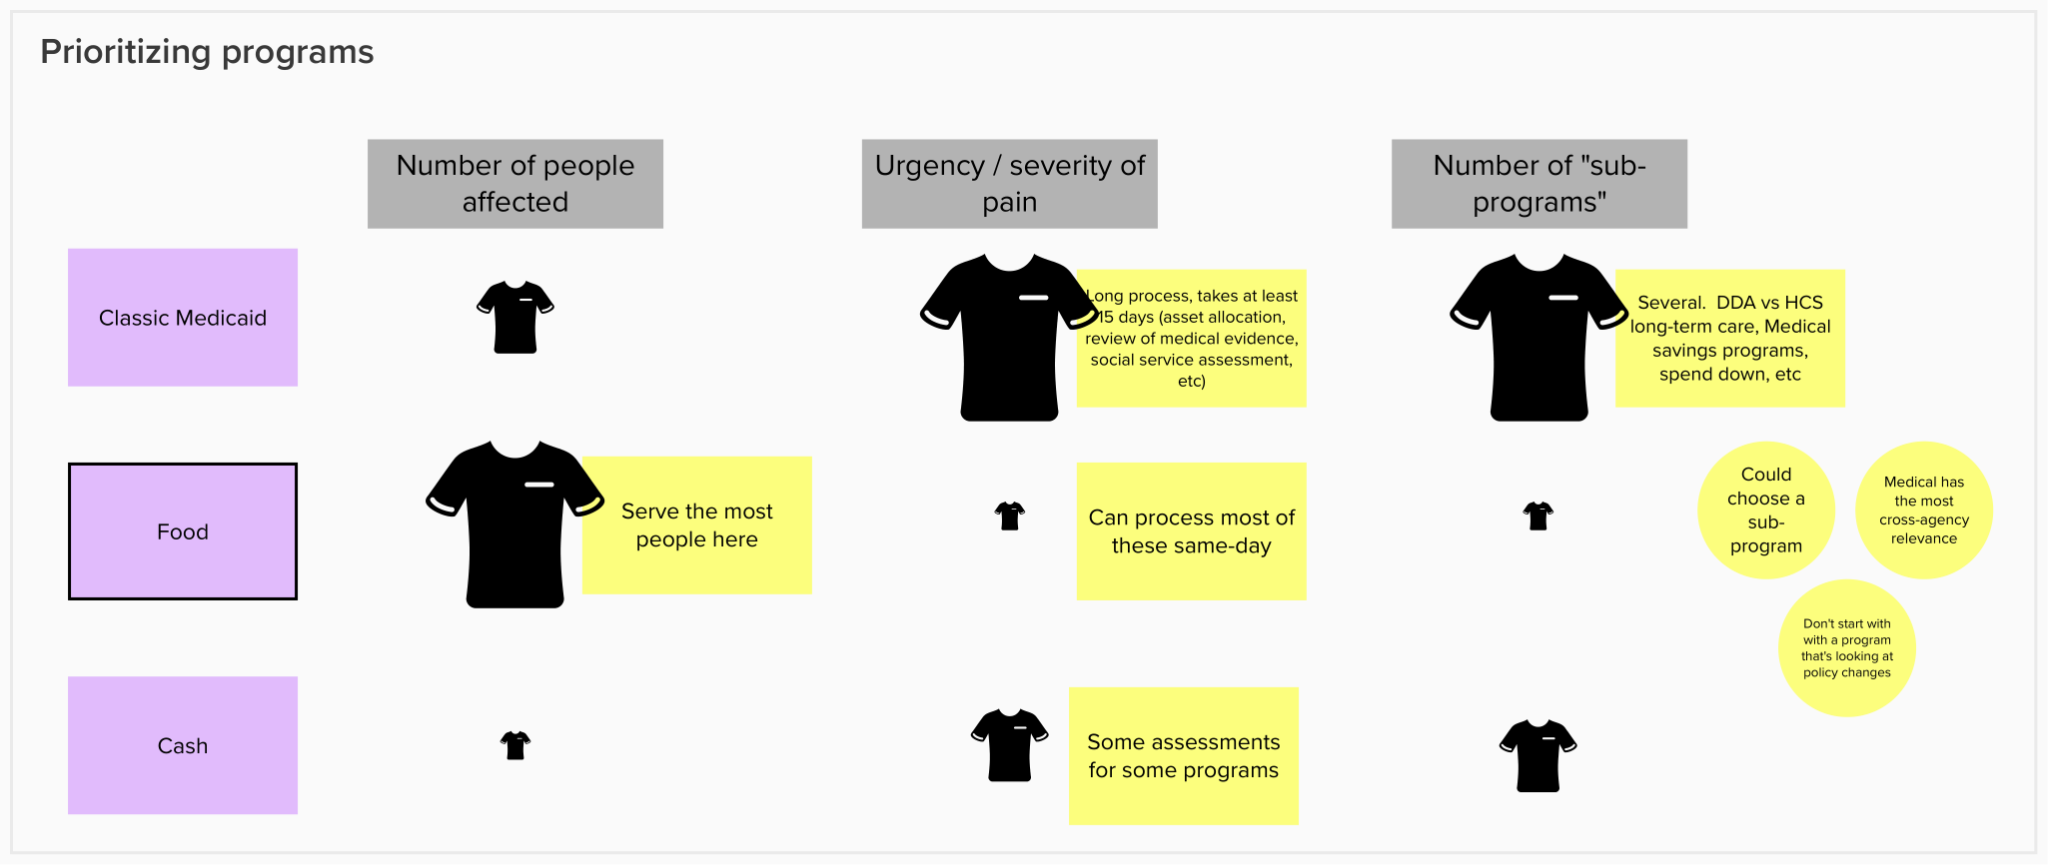 Prioritizing programs
Number of people
affected
Urgency / severity of
pain
Number of "sub-
programs"
Classic Medicaid
Long process, takes at least
15 days (asset allocation,
review of medical evidence,
social service assessment,
etc)
Several.  DDA vs HCS
long-term care, Medical
savings programs,
spend down, etc
Food
Serve the most
people here
Can process most of
these same-day
Could
choose a
sub-
program
Medical has
the most
cross-agency
relevance
Don't start with
with a program
that's looking at
policy changes
Cash
Some assessments
for some programs